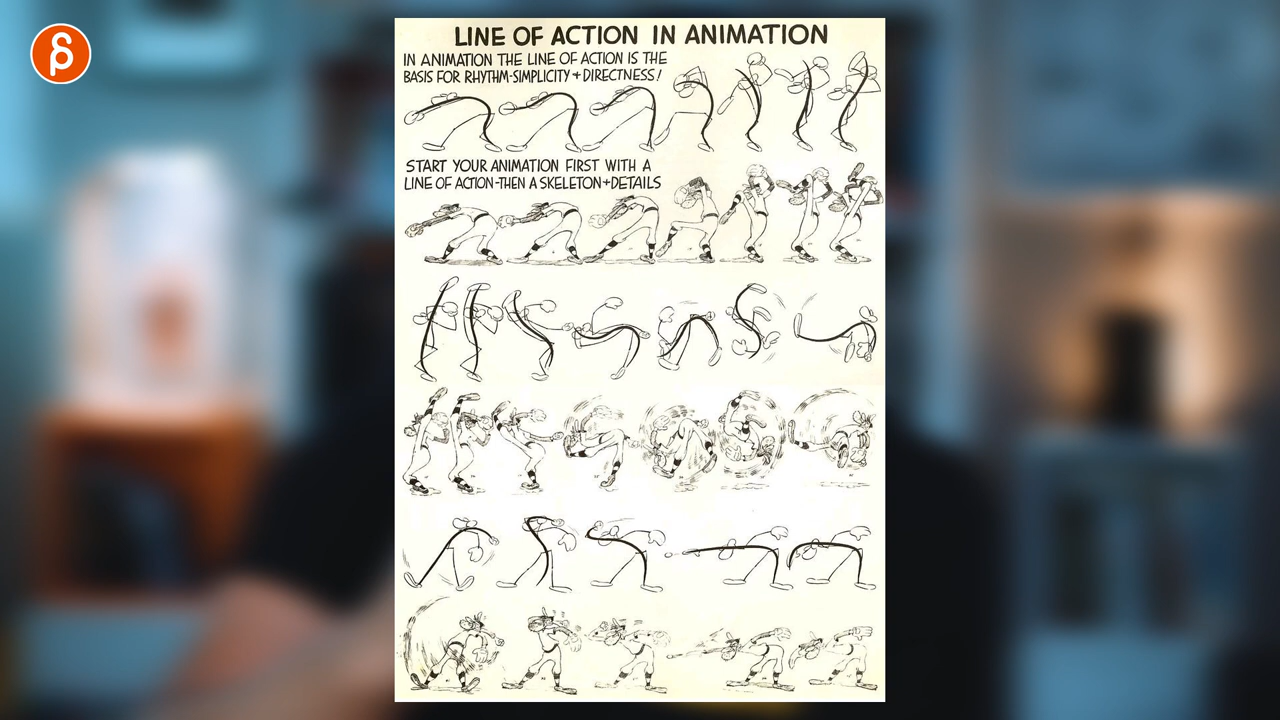 LINE OF ACTION IN ANIMATION
IN ANIMATION THE LINE OF ACTION IS THE
BASIS FOR RHYTHM-SIMPLICITY + DIRECTNESS!
START YOUR ANIMATION FIRST WITH A
LINE OF ACTION-THEN A SKELETON+DETAILS